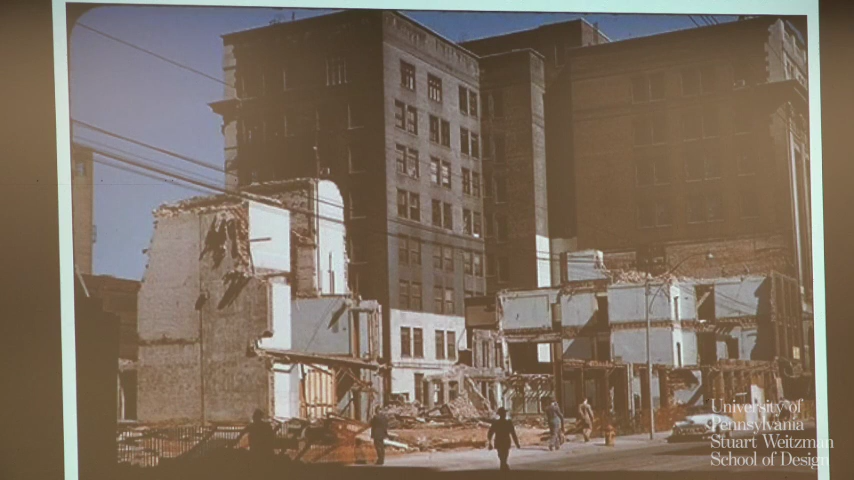 University of
Pennsylvania
Stuart Weitzman
School of Design